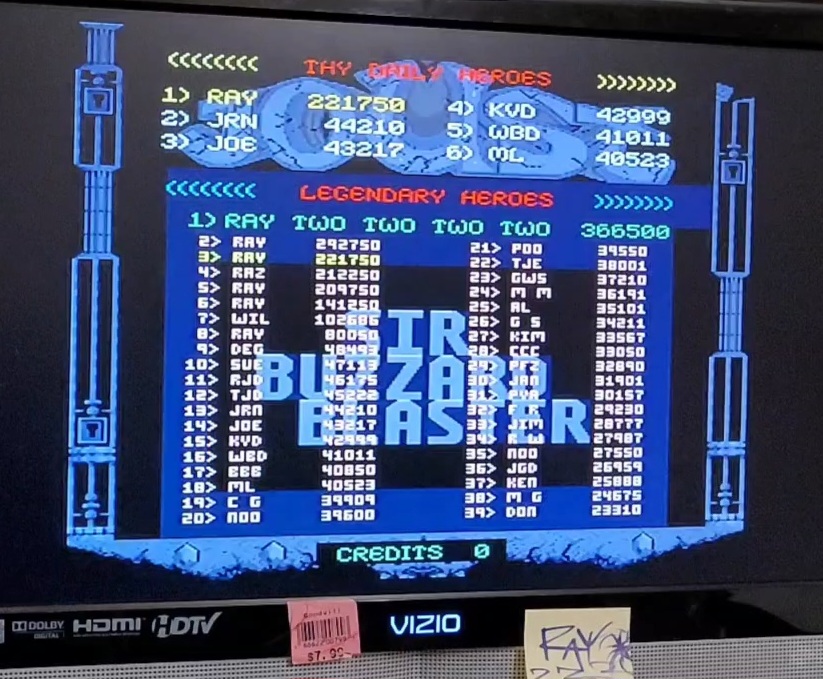 <<<<<<<< THY DAILY HEROES >>>>>>>>
1> RAY 221750 4> KVD 42999
2> JRN 44210 5> WBD 41011
3> JOE 43217 6> ML 40523
<<<<<<<< LEGENDARY HEROES >>>>>>>>
1> RAY TWO TWO TWO TWO 366500
2> RAY 292750 21> POO 39550
3> RAY 221750 22> TJE 38001
4> RAZ 212250 23> GWS 37210
5> RAY 209750 24> M M 36191
6> RAY 141250 25> AL 35101
7> WIL 102686 26> G S 34211
8> RAY 80050 27> KIM 33567
9> DEG 48493 28> CCC 33050
10> SUE 47113 29> PFZ 32890
11> RJD 46175 30> JAN 31901
12> TJD 45222 31> 30157
13> JRN 44210 32> 29230
14> JOE 43217 33> JIM 28777
15> KVD 42999 34> 27987
16> WBD 41011 35> NOO 27550
17> BBB 40850 36> JGD 26959
18> ML 40523 37> KEN 25888
19> C G 39909 38> M G 24675
20> NOO 39600 39> DON 23310
SIR
BUZZARD
BEASTER
CREDITS 0
DOLBY DIGITAL HDMI HDTV VIZIO
Goodwill
$7.99
RAY